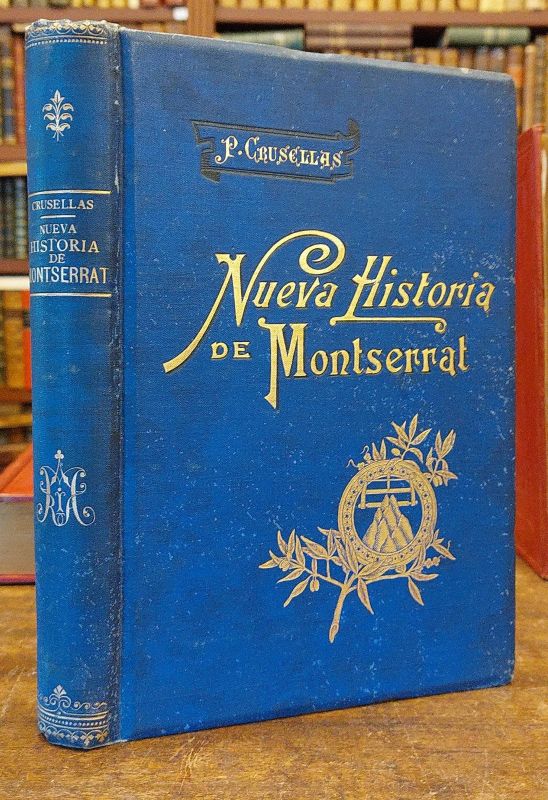 P. CRUSELLAS
Nueva Historia
DE Montserrat
CRUSELLAS
NUEVA
HISTORIA
DE
MONTSERRAT